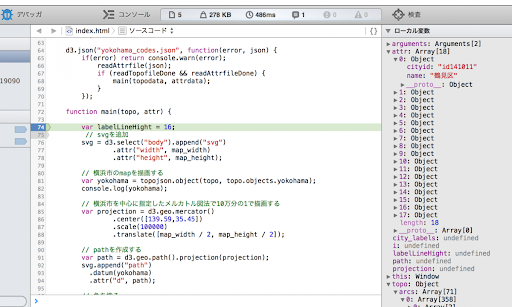 デバッガ
コンソール
5
278 KB
486ms
1
検査
index.html
ソースコード
ローカル変数
19090
63
64
65
66
67
68
69
70
71
72
73
74
75
76
77
78
79
80
81
82
83
84
85
86
87
88
89
90
91
92
d3.json("yokohama_codes.json", function(error, json) {
if(error) return console.warn(error);
readAttrfile(json);
if (readTopofileDone && readAttrfileDone) {
main(topodata, attrdata);
}
});
function main(topo, attr) {
var labelLineHight = 16;
// svgを追加
svg = d3.select("body").append("svg")
.attr("width", map_width)
.attr("height", map_height);
// 横浜市のmapを描画する
var yokohama = topojson.object(topo, topo.objects.yokohama);
console.log(yokohama);
// 横浜市を中心に指定したメルカトル図法で10万分の1で描画する
var projection = d3.geo.mercator()
.center([139.59,35.45])
.scale(100000)
.translate([map_width / 2, map_height / 2]);
// pathを作成する
var path = d3.geo.path().projection(projection);
svg.append("path")
.datum(yokohama)
.attr("d", path);
arguments: Arguments[2]
attr: Array[18]
0: Object
cityid: "id141011"
name: "鶴見区"
__proto__: Object
1: Object
2: Object
3: Object
4: Object
5: Object
6: Object
7: Object
8: Object
9: Object
10: Object
11: Object
12: Object
13: Object
14: Object
15: Object
16: Object
17: Object
length: 18
__proto__: Array[0]
city_labels: undefined
i: undefined
labelLineHight: undefined
path: undefined
projection: undefined
this: Window
topo: Object
arcs: Array[71]
0: Array[358]